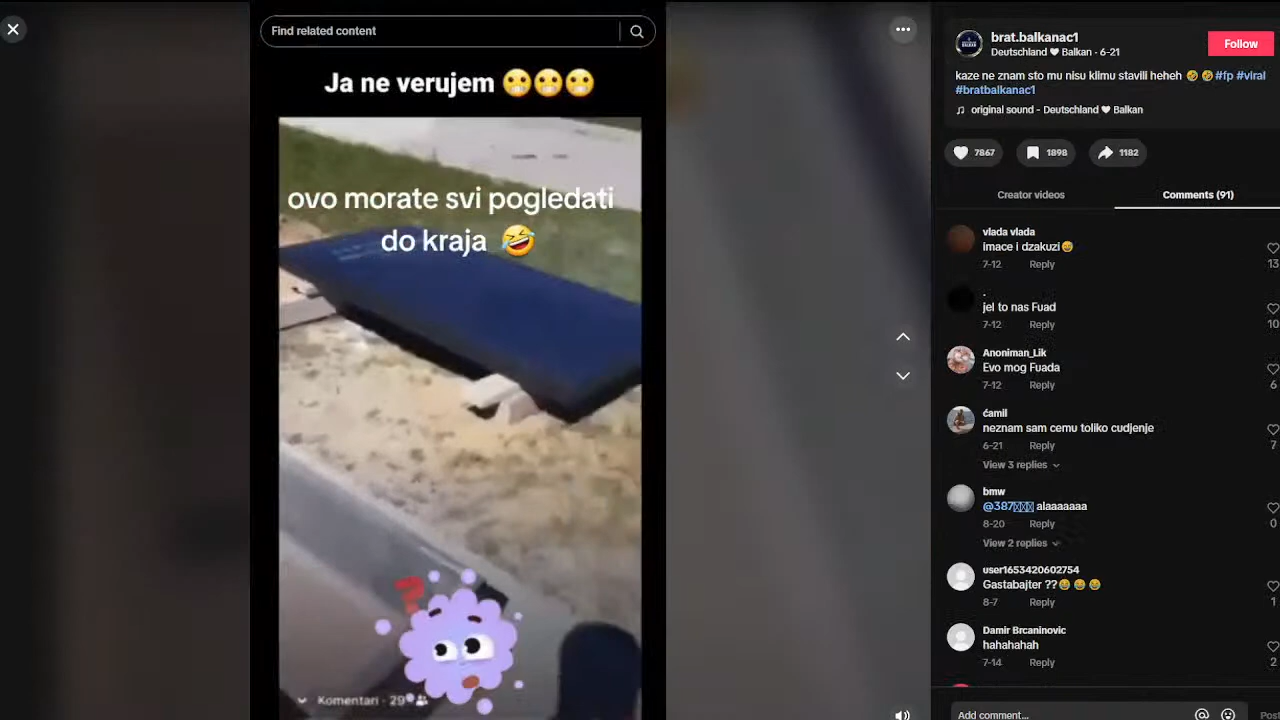 Find related content
Ja ne verujem 😬😬😬
ovo morate svi pogledati
do kraja 🤣
Komentari · 29
brat.balkanac1
Deutschland ❤ Balkan · 6-21
Follow
kaze ne znam sto mu nisu klimu stavili heheh 🤣 🤣#fp #viral
#bratbalkanac1
original sound - Deutschland ❤ Balkan
7867
1898
1182
Creator videos
Comments (91)
vlada vlada
imace i dzakuzi😅
7-12 Reply
13
.
jel to nas Fuad
7-12 Reply
10
Anoniman_Lik
Evo mog Fuada
7-12 Reply
6
ćamil
neznam sam cemu toliko cudjenje
6-21 Reply
7
View 3 replies
bmw
@387 alaaaaaaa
8-20 Reply
0
View 2 replies
user1653420602754
Gastabajter ??😂 😂 😂
8-7 Reply
1
Damir Brcaninovic
hahahahah
7-14 Reply
2
Add comment...
Post